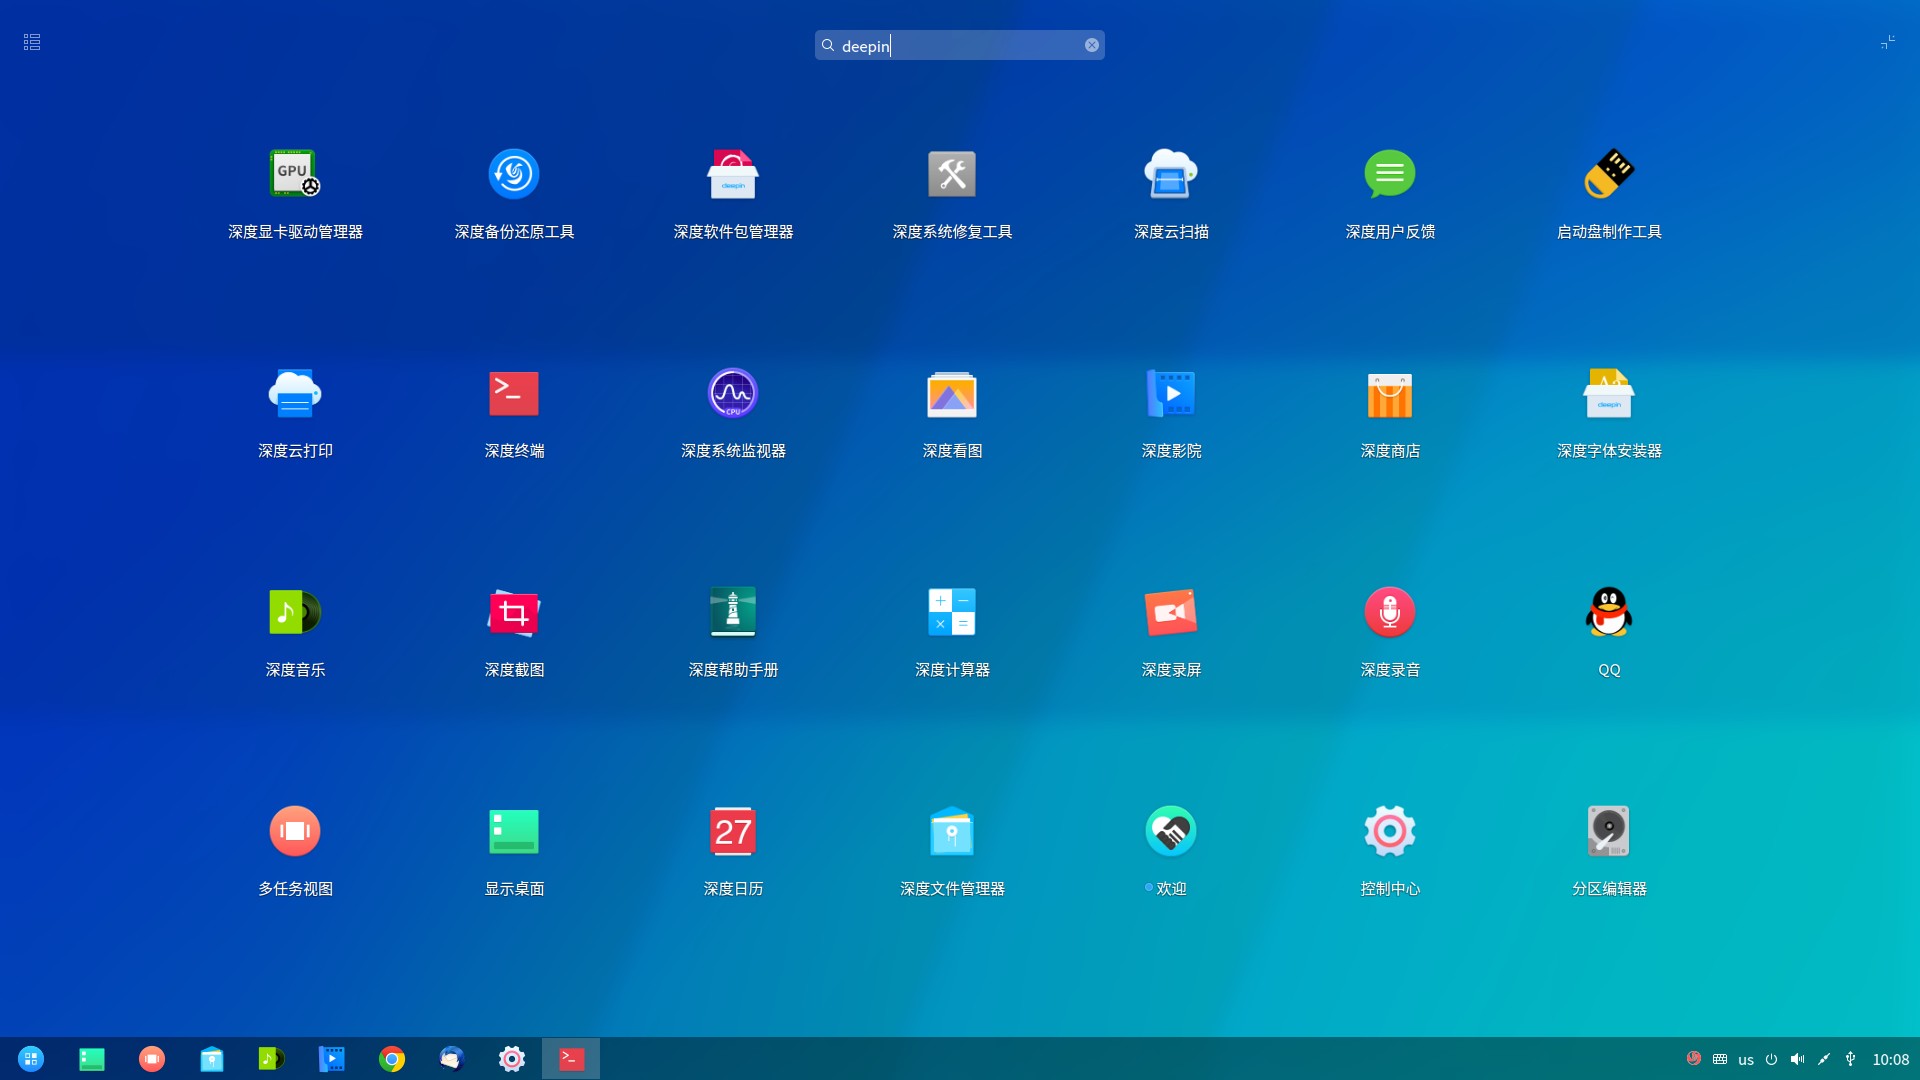 deepin
GPU
deepin
深度显卡驱动管理器
深度备份还原工具
深度软件包管理器
深度系统修复工具
深度云扫描
深度用户反馈
启动盘制作工具
CPU
Aa
deepin
深度云打印
深度终端
深度系统监视器
深度看图
深度影院
深度商店
深度字体安装器
深度音乐
深度截图
深度帮助手册
深度计算器
深度录屏
深度录音
QQ
27
多任务视图
显示桌面
深度日历
深度文件管理器
欢迎
控制中心
分区编辑器
us
10:08